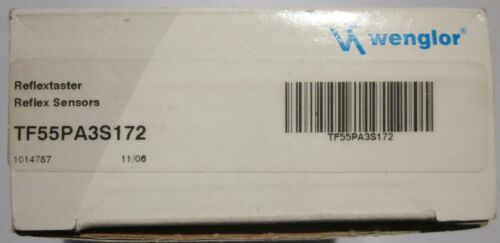 wenglor®
Reflextaster
Reflex Sensors
TF55PA3S172
TF55PA3S172
1014787 11/06